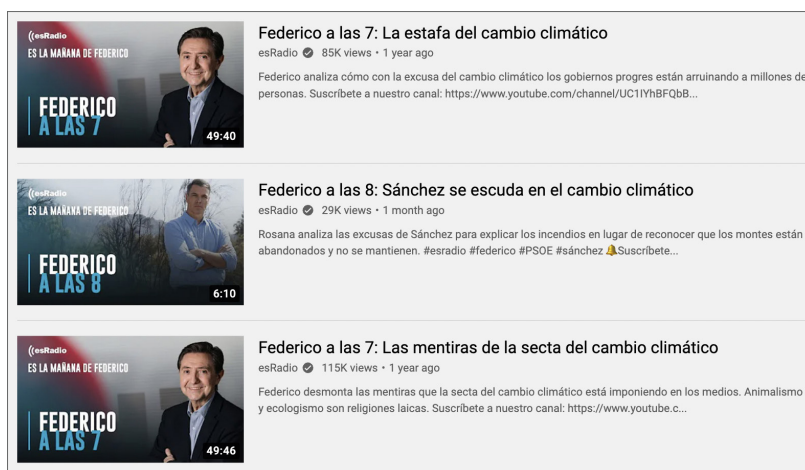 ((esRadio
ES LA MAÑANA DE FEDERICO
FEDERICO
A LAS 7
49:40
Federico a las 7: La estafa del cambio climático
esRadio 85K views • 1 year ago
Federico analiza cómo con la excusa del cambio climático los gobiernos progres están arruinando a millones de
personas. Suscríbete a nuestro canal: https://www.youtube.com/channel/UC1IYhBFQbB...
((esRadio
ES LA MAÑANA DE FEDERICO
FEDERICO
A LAS 8
6:10
Federico a las 8: Sánchez se escuda en el cambio climático
esRadio 29K views • 1 month ago
Rosana analiza las excusas de Sánchez para explicar los incendios en lugar de reconocer que los montes están
abandonados y no se mantienen. #esradio #federico #PSOE #sánchez 🔔Suscríbete...
((esRadio
ES LA MAÑANA DE FEDERICO
FEDERICO
A LAS 7
49:46
Federico a las 7: Las mentiras de la secta del cambio climático
esRadio 115K views • 1 year ago
Federico desmonta las mentiras que la secta del cambio climático está imponiendo en los medios. Animalismo
y ecologismo son religiones laicas. Suscríbete a nuestro canal: https://www.youtube.c...